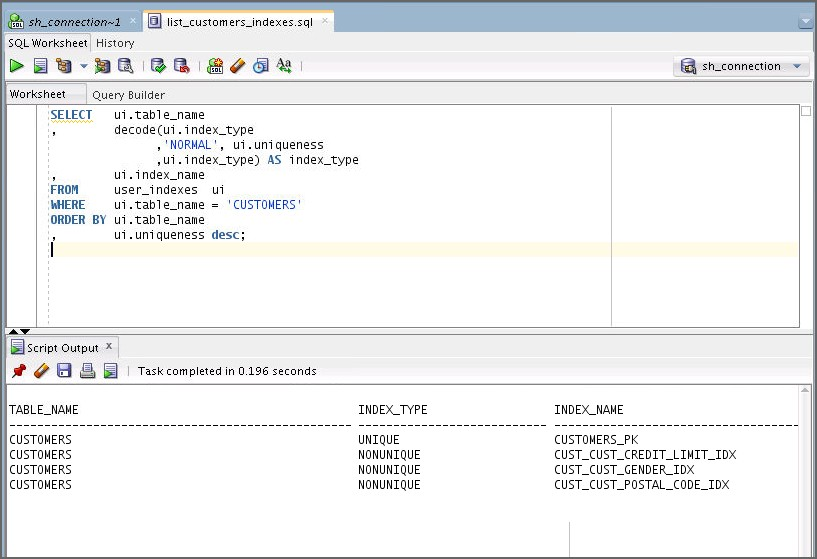 sh_connection~1 list_customers_indexes.sql
SQL Worksheet History
sh_connection
Worksheet Query Builder
SELECT ui.table_name
, decode(ui.index_type
,'NORMAL', ui.uniqueness
,ui.index_type) AS index_type
, ui.index_name
FROM user_indexes ui
WHERE ui.table_name = 'CUSTOMERS'
ORDER BY ui.table_name
, ui.uniqueness desc;
Script Output x
Task completed in 0.196 seconds
TABLE_NAME INDEX_TYPE INDEX_NAME
CUSTOMERS UNIQUE CUSTOMERS_PK
CUSTOMERS NONUNIQUE CUST_CUST_CREDIT_LIMIT_IDX
CUSTOMERS NONUNIQUE CUST_CUST_GENDER_IDX
CUSTOMERS NONUNIQUE CUST_CUST_POSTAL_CODE_IDX